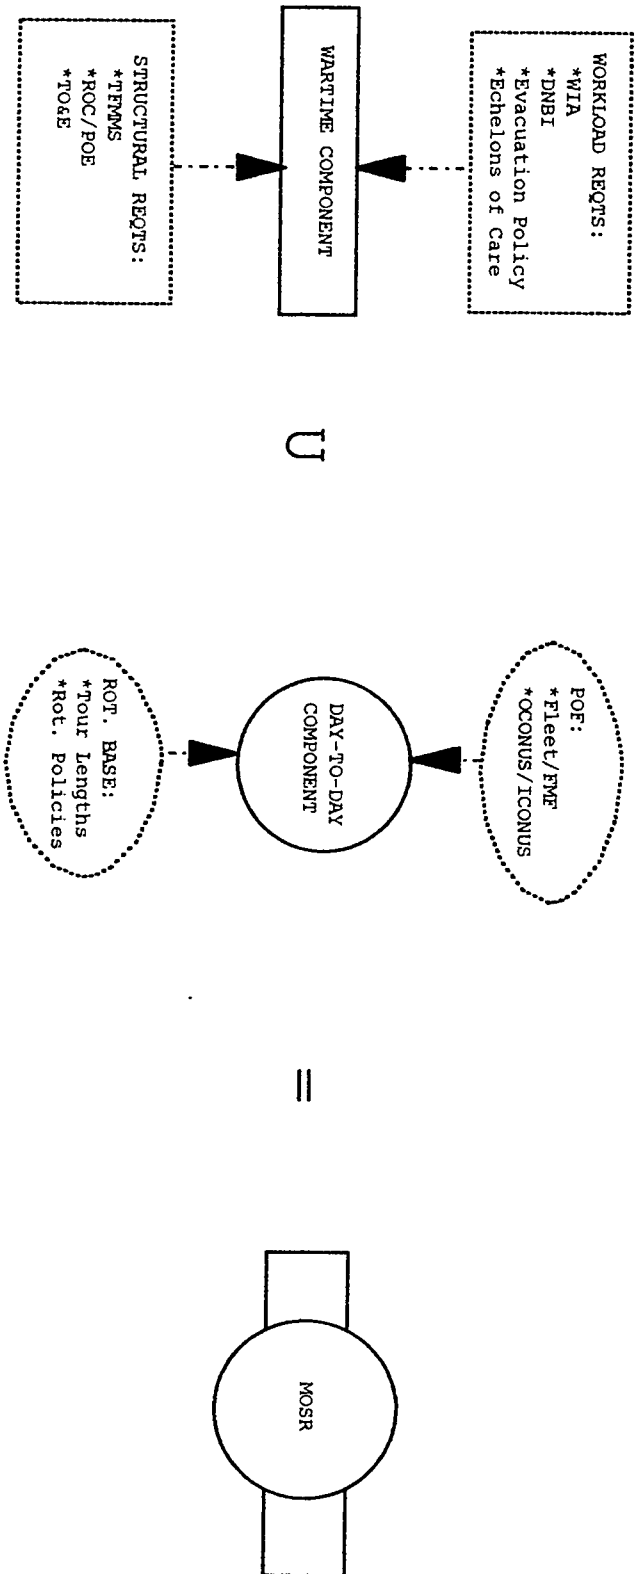 WORKLOAD REQTS:
*WIA
*DNBI
*Evacuation Policy
*Echelons of Care
WARTIME COMPONENT
STRUCTURAL REQTS:
*TFMMS
*ROC/POE
*TO&E
U
POF:
*Fleet/FMF
*OCONUS/ICONUS
DAY-TO-DAY
COMPONENT
ROT. BASE:
*Tour Lengths
*Rot. Policies
=
MOSR